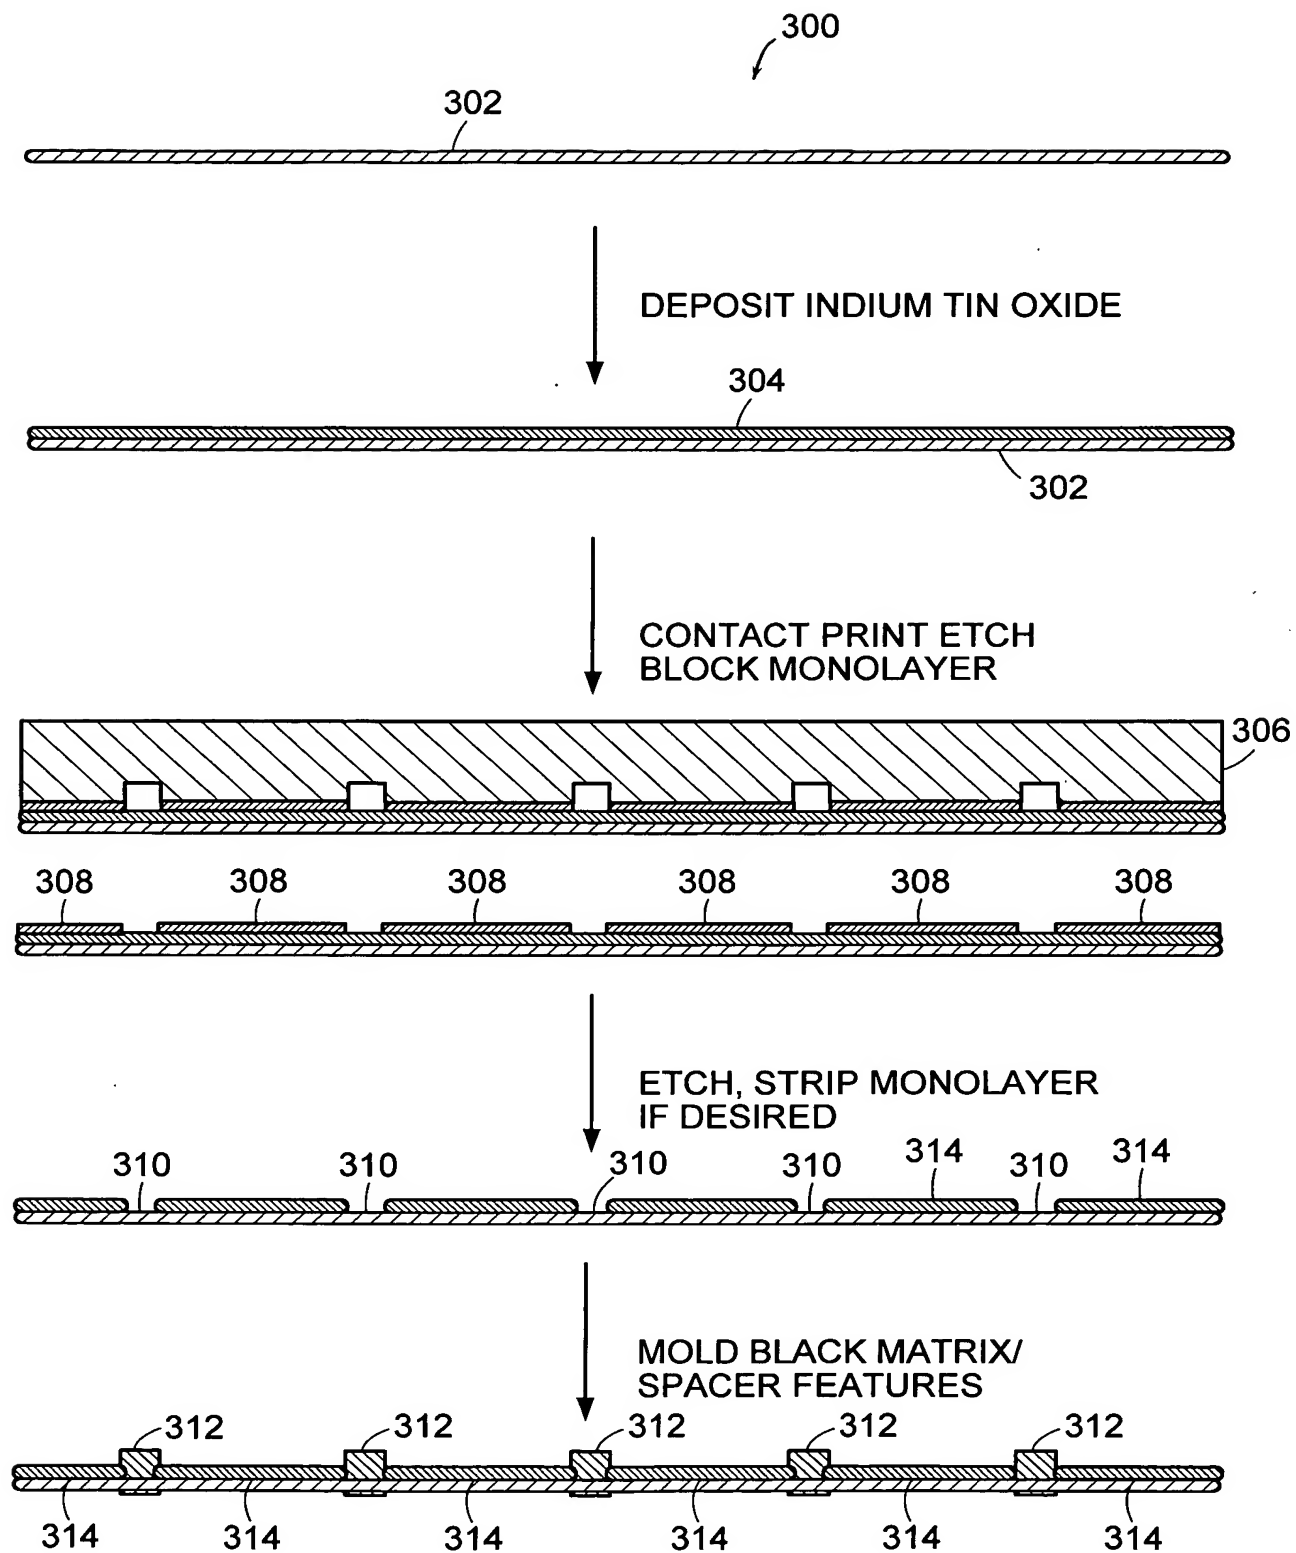 300
302
DEPOSIT INDIUM TIN OXIDE
304
302
CONTACT PRINT ETCH
BLOCK MONOLAYER
306
308 308 308 308 308 308
ETCH, STRIP MONOLAYER
IF DESIRED
310 310 310 310 314 310 314
MOLD BLACK MATRIX/
SPACER FEATURES
312 312 312 312 312
314 314 314 314 314 314